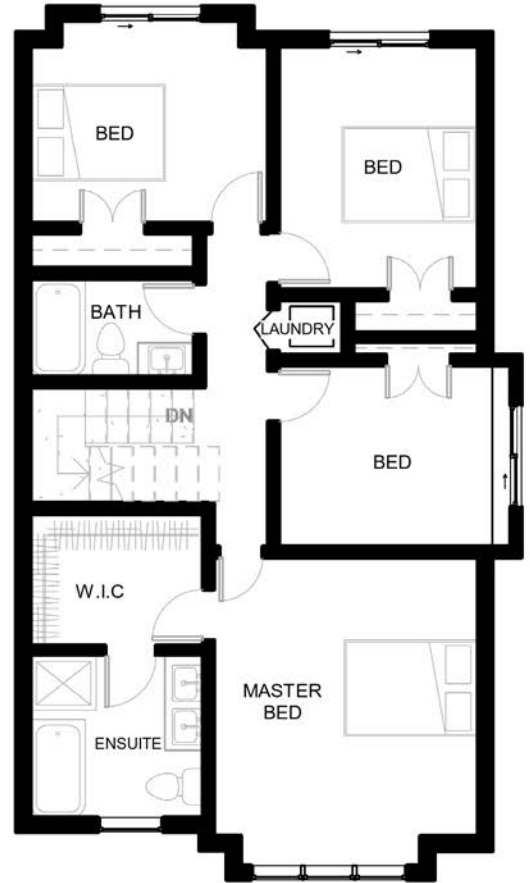 BED
BED
BATH
LAUNDRY
DN
BED
W.I.C
MASTER
BED
ENSUITE